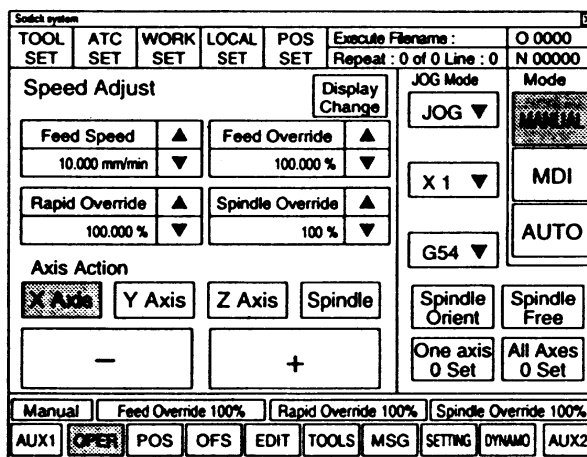 Sodick system
TOOL SET
ATC SET
WORK SET
LOCAL SET
POS SET
Execute Filename :
Repeat : 0 of 0 Line : 0
O 0000
N 00000
Speed Adjust
Display Change
JOG Mode
Mode
JOG ▼
MANUAL
Feed Speed ▲
10.000 mm/min ▼
Feed Override ▲
100.000 % ▼
X 1 ▼
MDI
Rapid Override ▲
100.000 % ▼
Spindle Override ▲
100 % ▼
AUTO
G54 ▼
Axis Action
X Axis
Y Axis
Z Axis
Spindle
Spindle Orient
Spindle Free
−
+
One axis 0 Set
All Axes 0 Set
Manual
Feed Override 100%
Rapid Override 100%
Spindle Override 100%
AUX1
OPER
POS
OFS
EDIT
TOOLS
MSG
SETTING
DYNAMO
AUX2